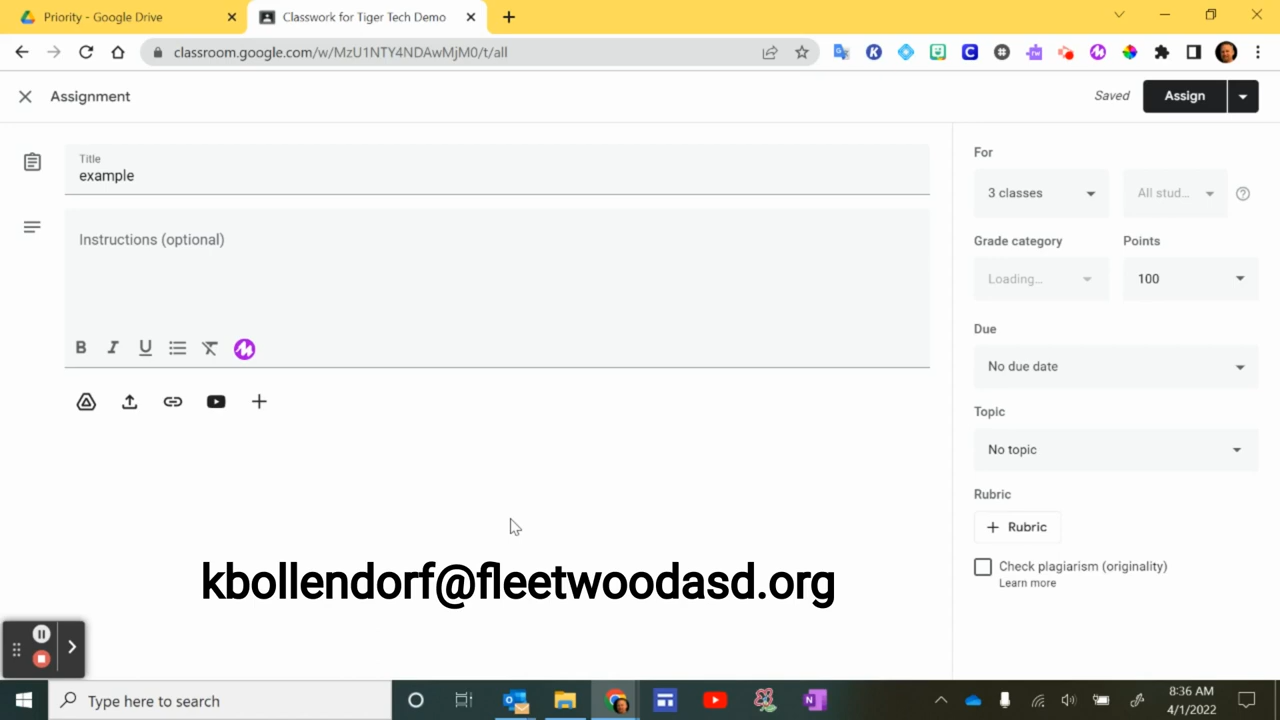 Priority - Google Drive
Classwork for Tiger Tech Demo
classroom.google.com/w/MzU1NTY4NDAwMjM0/t/all
Assignment
Saved
Assign
Title
example
Instructions (optional)
B I U
For
3 classes
All stud...
Grade category
Points
Loading...
100
Due
No due date
Topic
No topic
Rubric
+ Rubric
Check plagiarism (originality)
Learn more
kbollendorf@fleetwoodasd.org
Type here to search
8:36 AM
4/1/2022